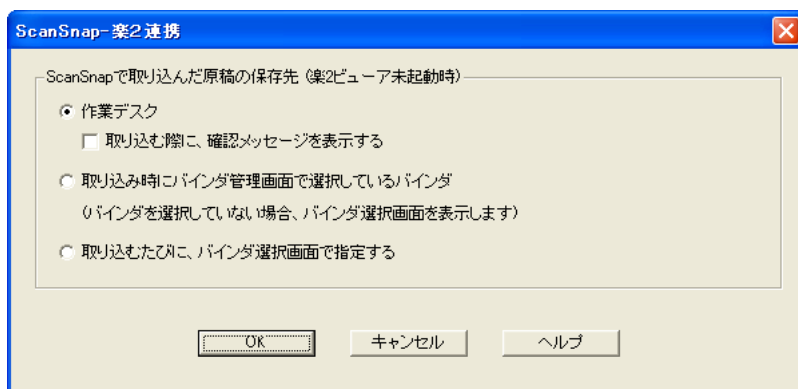 ScanSnap-楽2連携
ScanSnapで取り込んだ原稿の保存先（楽2ビューア未起動時）
作業デスク
取り込む際に、確認メッセージを表示する
取り込み時にバインダ管理画面で選択しているバインダ
（バインダを選択していない場合、バインダ選択画面を表示します）
取り込むたびに、バインダ選択画面で指定する
OK キャンセル ヘルプ